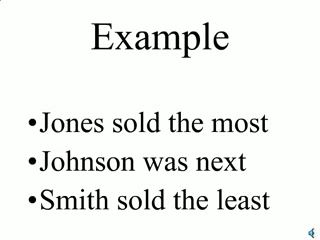 Example
•Jones sold the most
•Johnson was next
•Smith sold the least